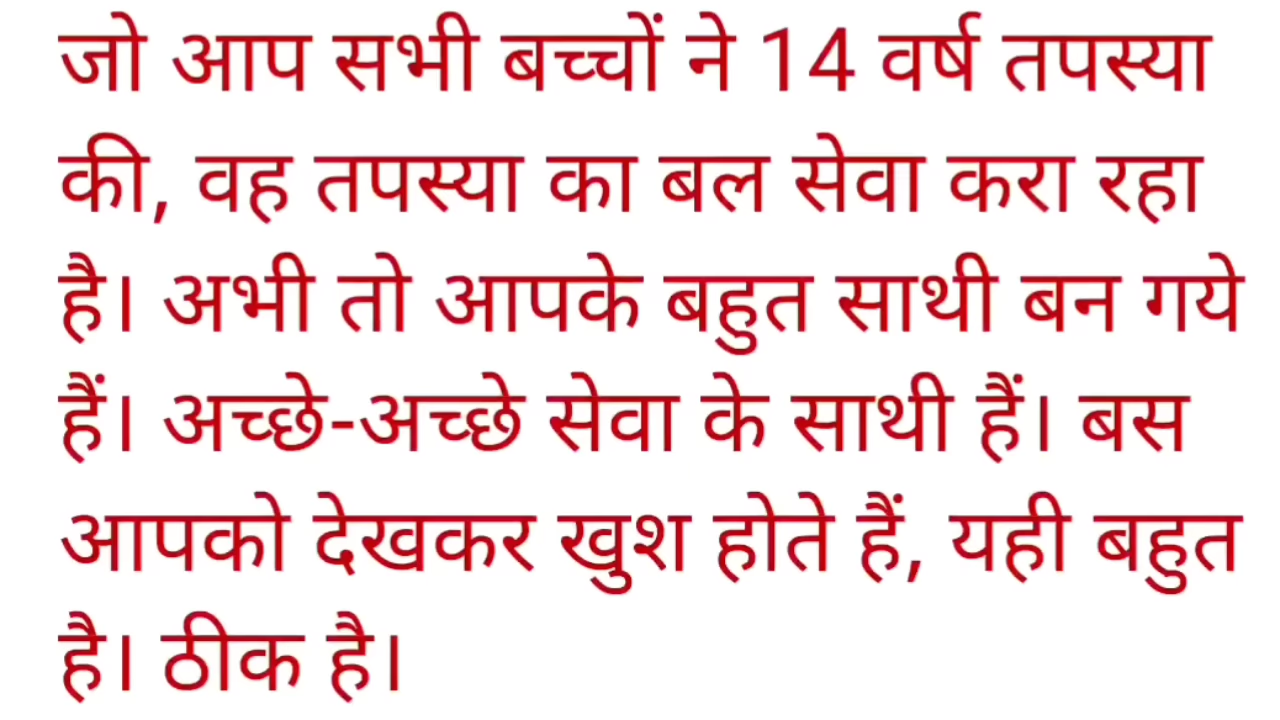 जो आप सभी बच्चों ने 14 वर्ष तपस्या
की, वह तपस्या का बल सेवा करा रहा
है। अभी तो आपके बहुत साथी बन गये
हैं। अच्छे-अच्छे सेवा के साथी हैं। बस
आपको देखकर खुश होते हैं, यही बहुत
है। ठीक है।